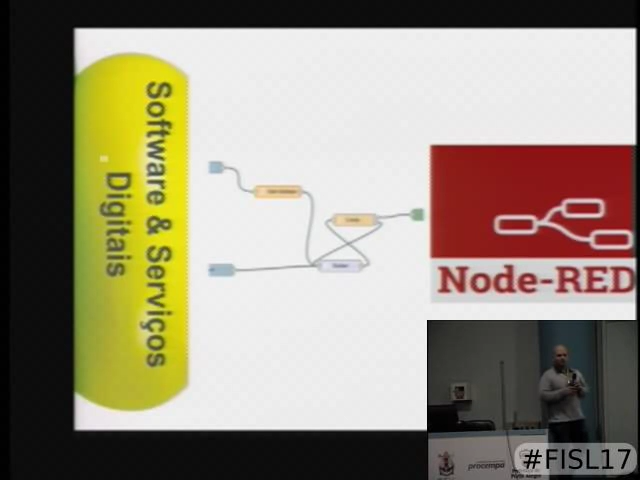 Software & Serviços
Digitais
Node-RED
procempa
#FISL17